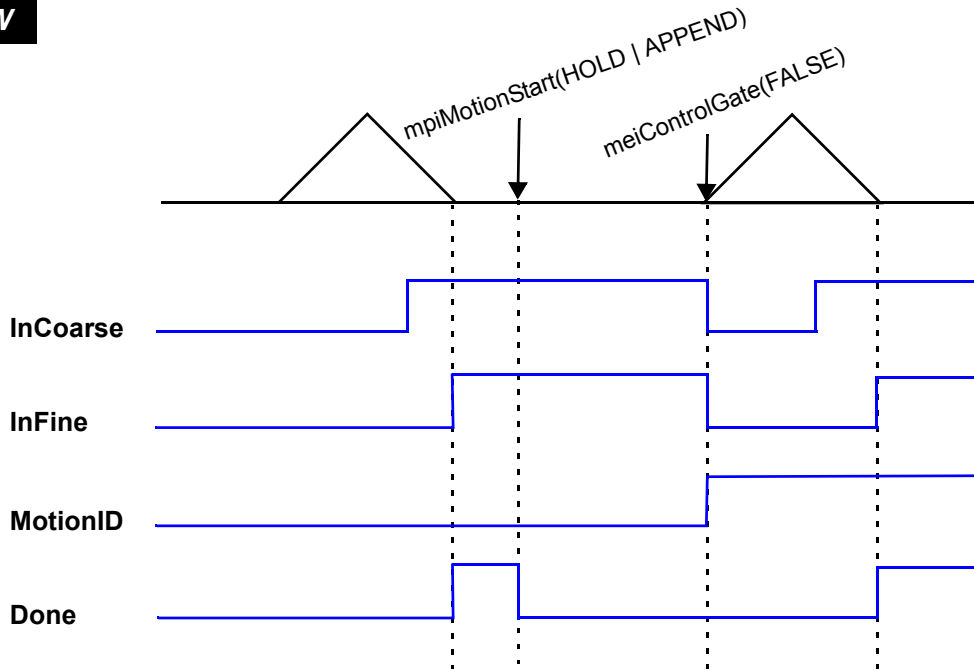 mpiMotionStart(HOLD | APPEND)
meiControlGate(FALSE)
InCoarse
InFine
MotionID
Done